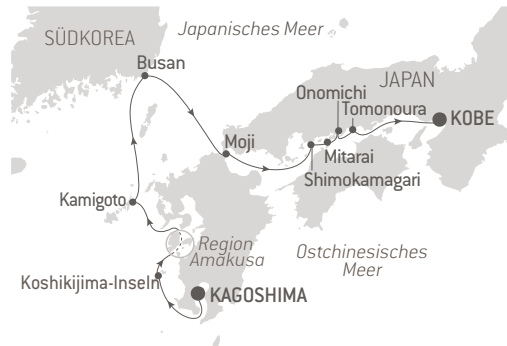 SÜDKOREA
Japanisches Meer
Busan
JAPAN
Onomichi
Tomonoura
KOBE
Moji
Mitarai
Shimokamagari
Kamigoto
Region
Amakusa
Ostchinesisches
Meer
Koshikijima-Inseln
KAGOSHIMA